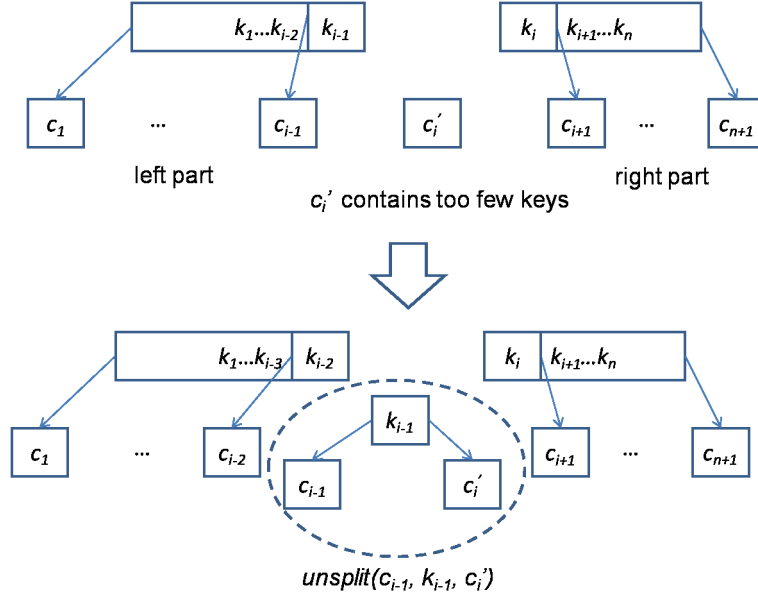 k₁...kᵢ₋₂ kᵢ₋₁ kᵢ kᵢ₊₁...kₙ
c₁ ... cᵢ₋₁ cᵢ′ cᵢ₊₁ ... cₙ₊₁
left part right part
cᵢ′ contains too few keys
k₁...kᵢ₋₃ kᵢ₋₂ kᵢ kᵢ₊₁...kₙ
kᵢ₋₁
c₁ ... cᵢ₋₂ cᵢ₊₁ ... cₙ₊₁
cᵢ₋₁ cᵢ′
unsplit(cᵢ₋₁, kᵢ₋₁, cᵢ′)